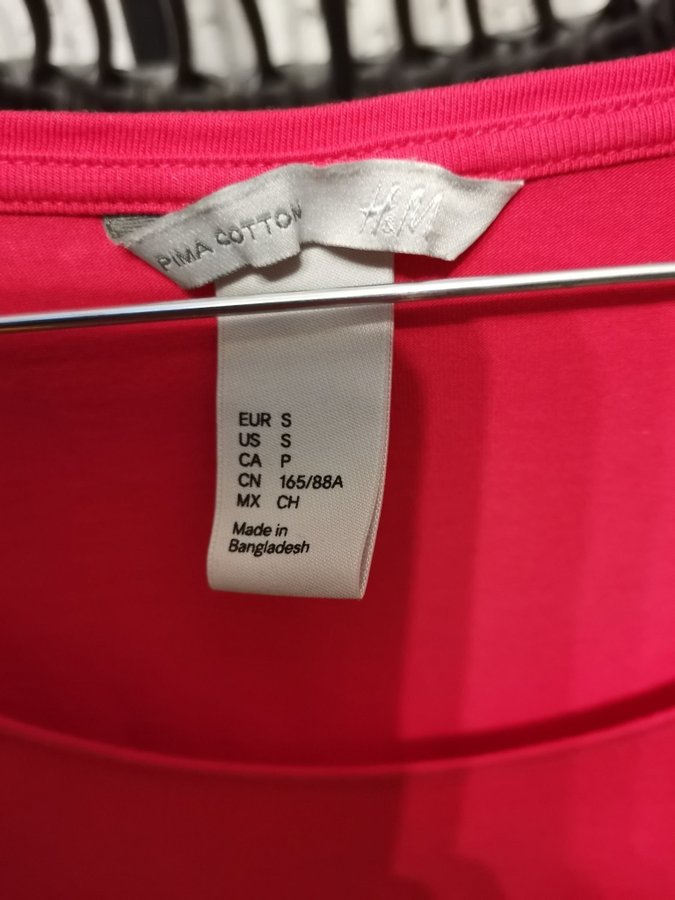 PIMA COTTON H&M
EUR S
US S
CA P
CN 165/88A
MX CH
Made in
Bangladesh